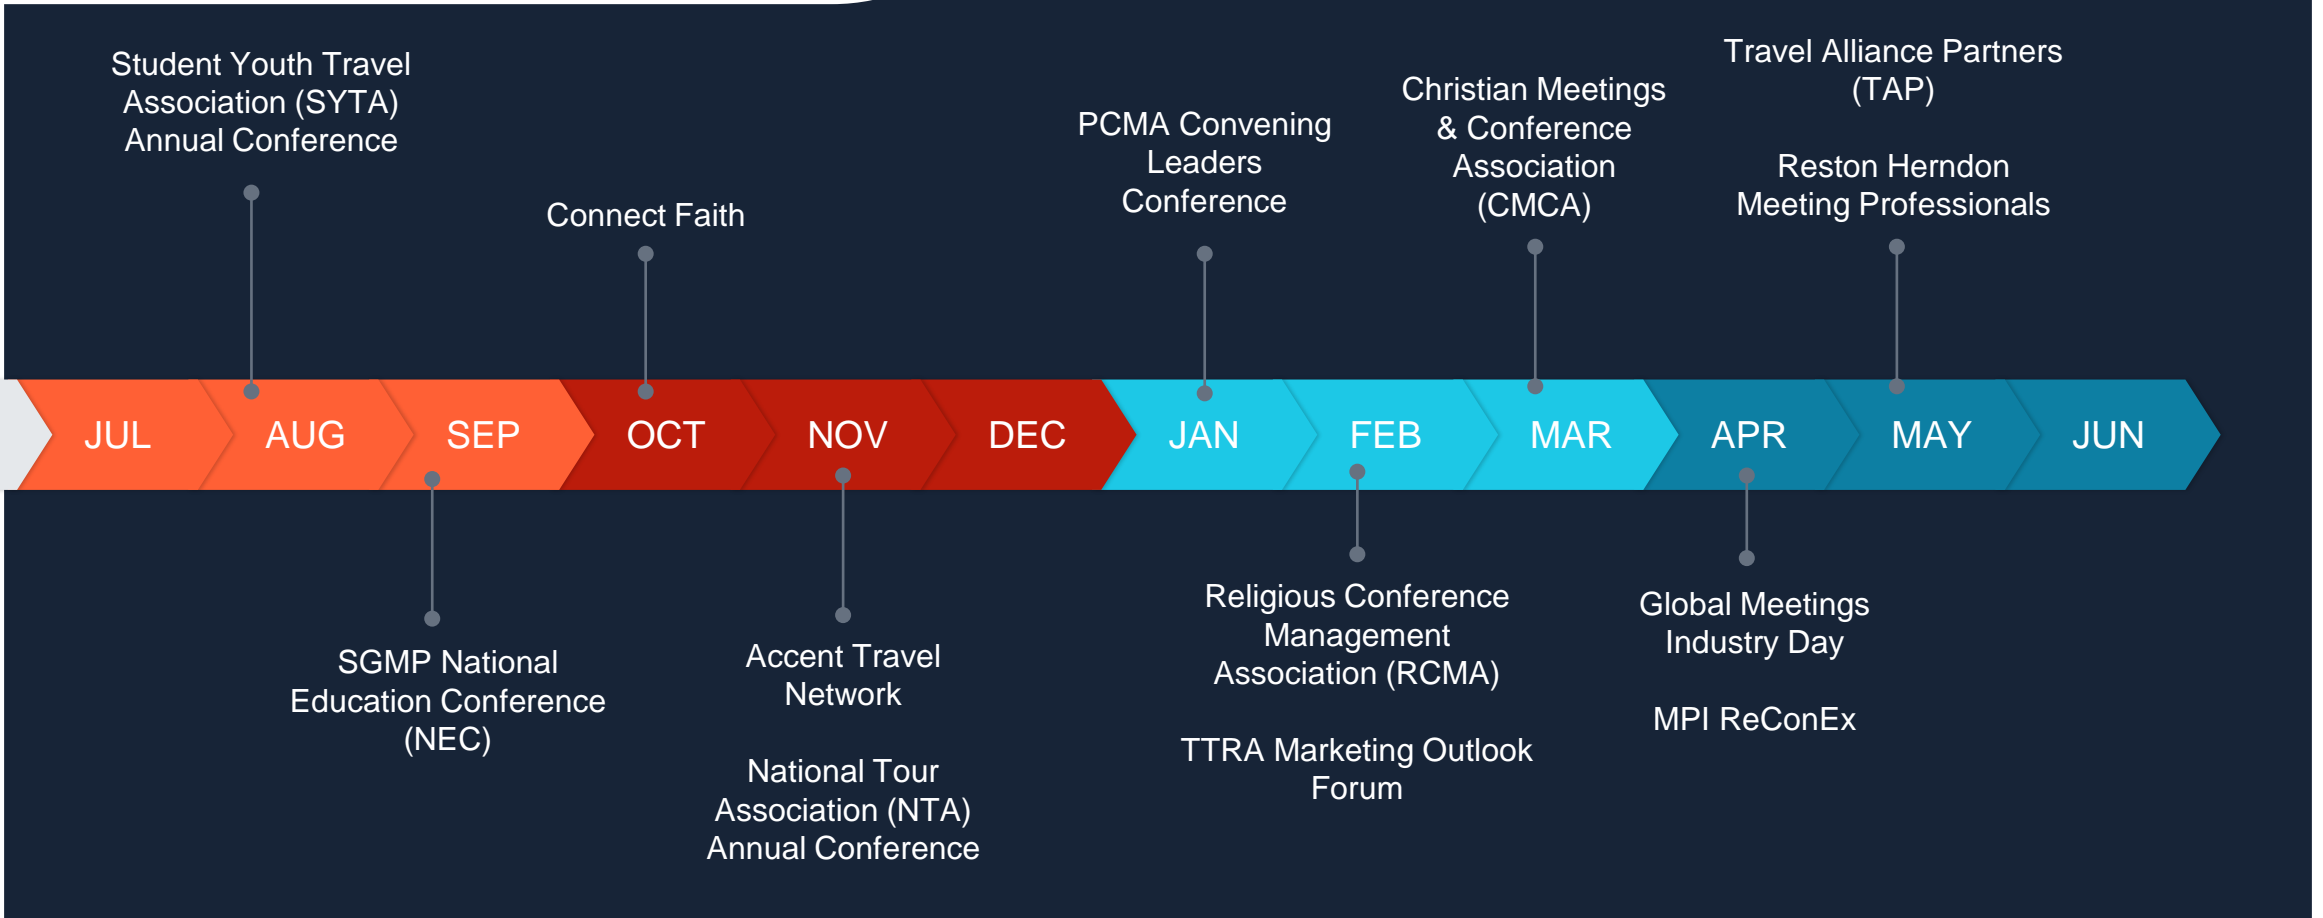 Student Youth Travel
Association (SYTA)
Annual Conference
Connect Faith
PCMA Convening
Leaders
Conference
Christian Meetings
& Conference
Association
(CMCA)
Travel Alliance Partners
(TAP)
Reston Herndon
Meeting Professionals
JUL AUG SEP OCT NOV DEC JAN FEB MAR APR MAY JUN
SGMP National
Education Conference
(NEC)
Accent Travel
Network
National Tour
Association (NTA)
Annual Conference
Religious Conference
Management
Association (RCMA)
TTRA Marketing Outlook
Forum
Global Meetings
Industry Day
MPI ReConEx